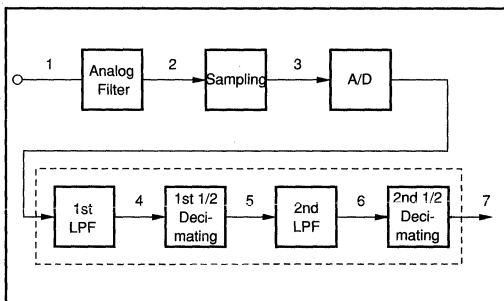 1
Analog
Filter
2
Sampling
3
A/D
1st
LPF
4
1st 1/2
Deci-
mating
5
2nd
LPF
6
2nd 1/2
Deci-
mating
7